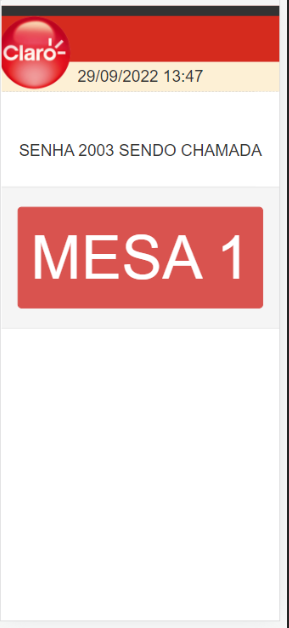 Claro
29/09/2022 13:47
SENHA 2003 SENDO CHAMADA
MESA 1